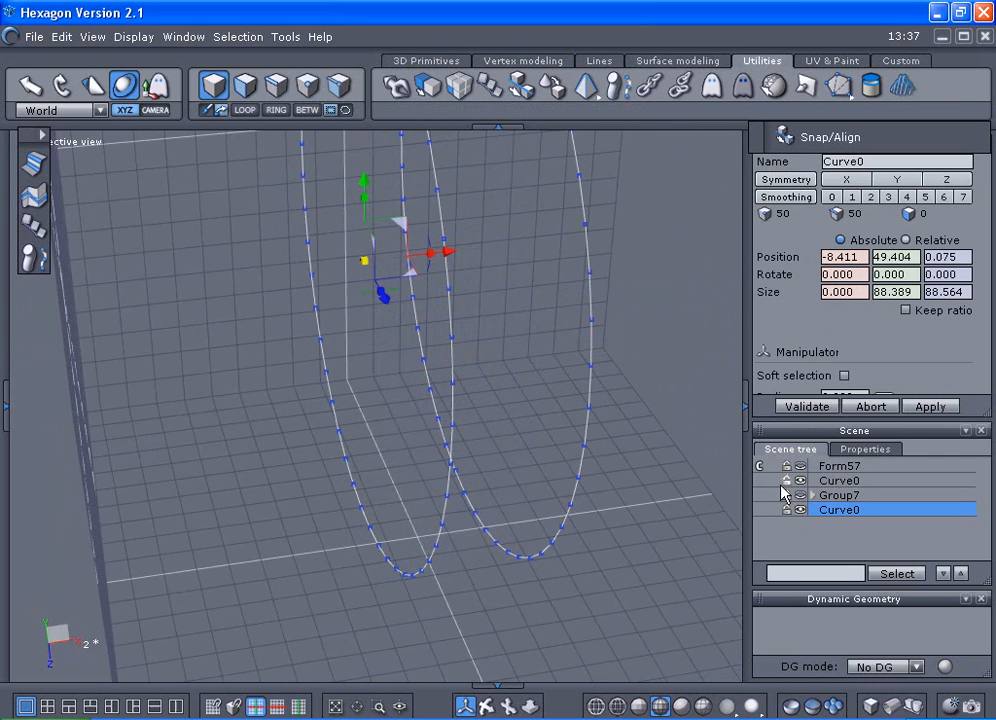 Hexagon Version 2.1
File Edit View Display Window Selection Tools Help 13:37
3D Primitives Vertex modeling Lines Surface modeling Utilities UV & Paint Custom
World XYZ CAMERA LOOP RING BETW
ective view
Snap/Align
Name Curve0
Symmetry X Y Z
Smoothing 0 1 2 3 4 5 6 7
50 50 0
Absolute Relative
Position -8.411 49.404 0.075
Rotate 0.000 0.000 0.000
Size 0.000 88.389 88.564
Keep ratio
Manipulator
Soft selection
Validate Abort Apply
Scene
Scene tree Properties
C Form57
Curve0
Group7
Curve0
Select
Dynamic Geometry
DG mode: No DG
Y X Z 2 *